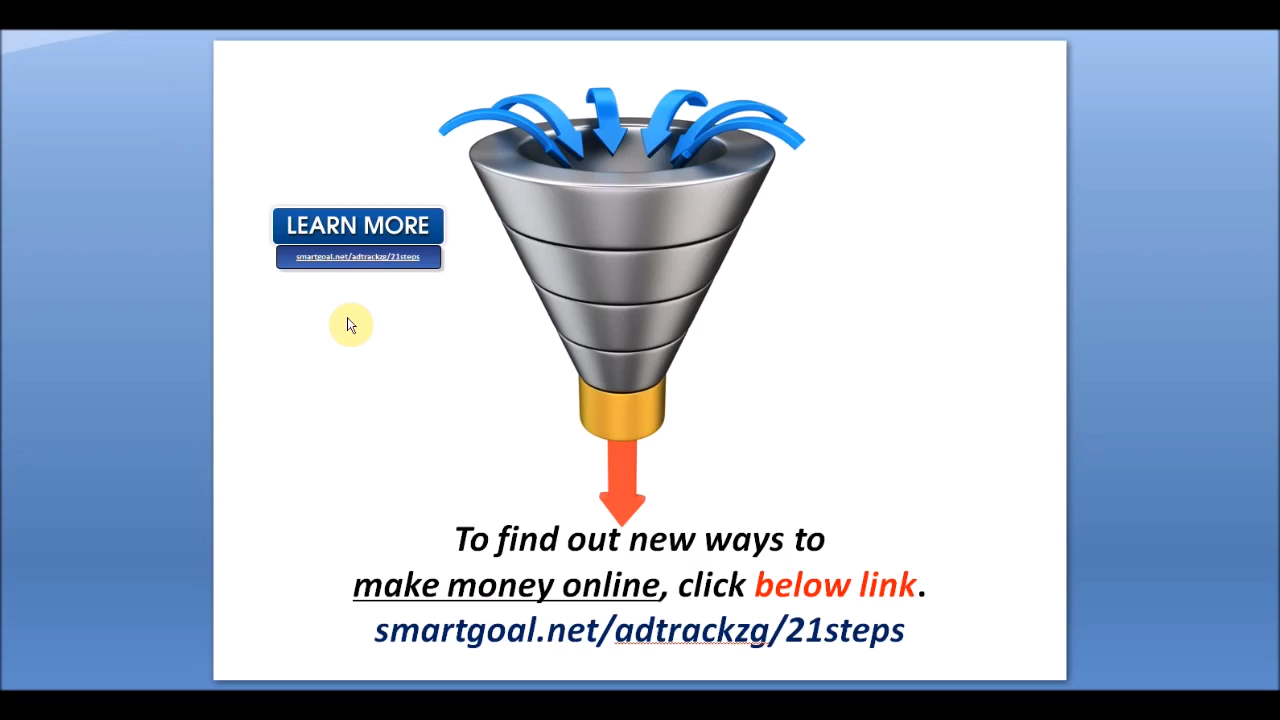 LEARN MORE
smartgoal.net/adtrackzg/21steps
To find out new ways to
make money online, click below link.
smartgoal.net/adtrackzg/21steps